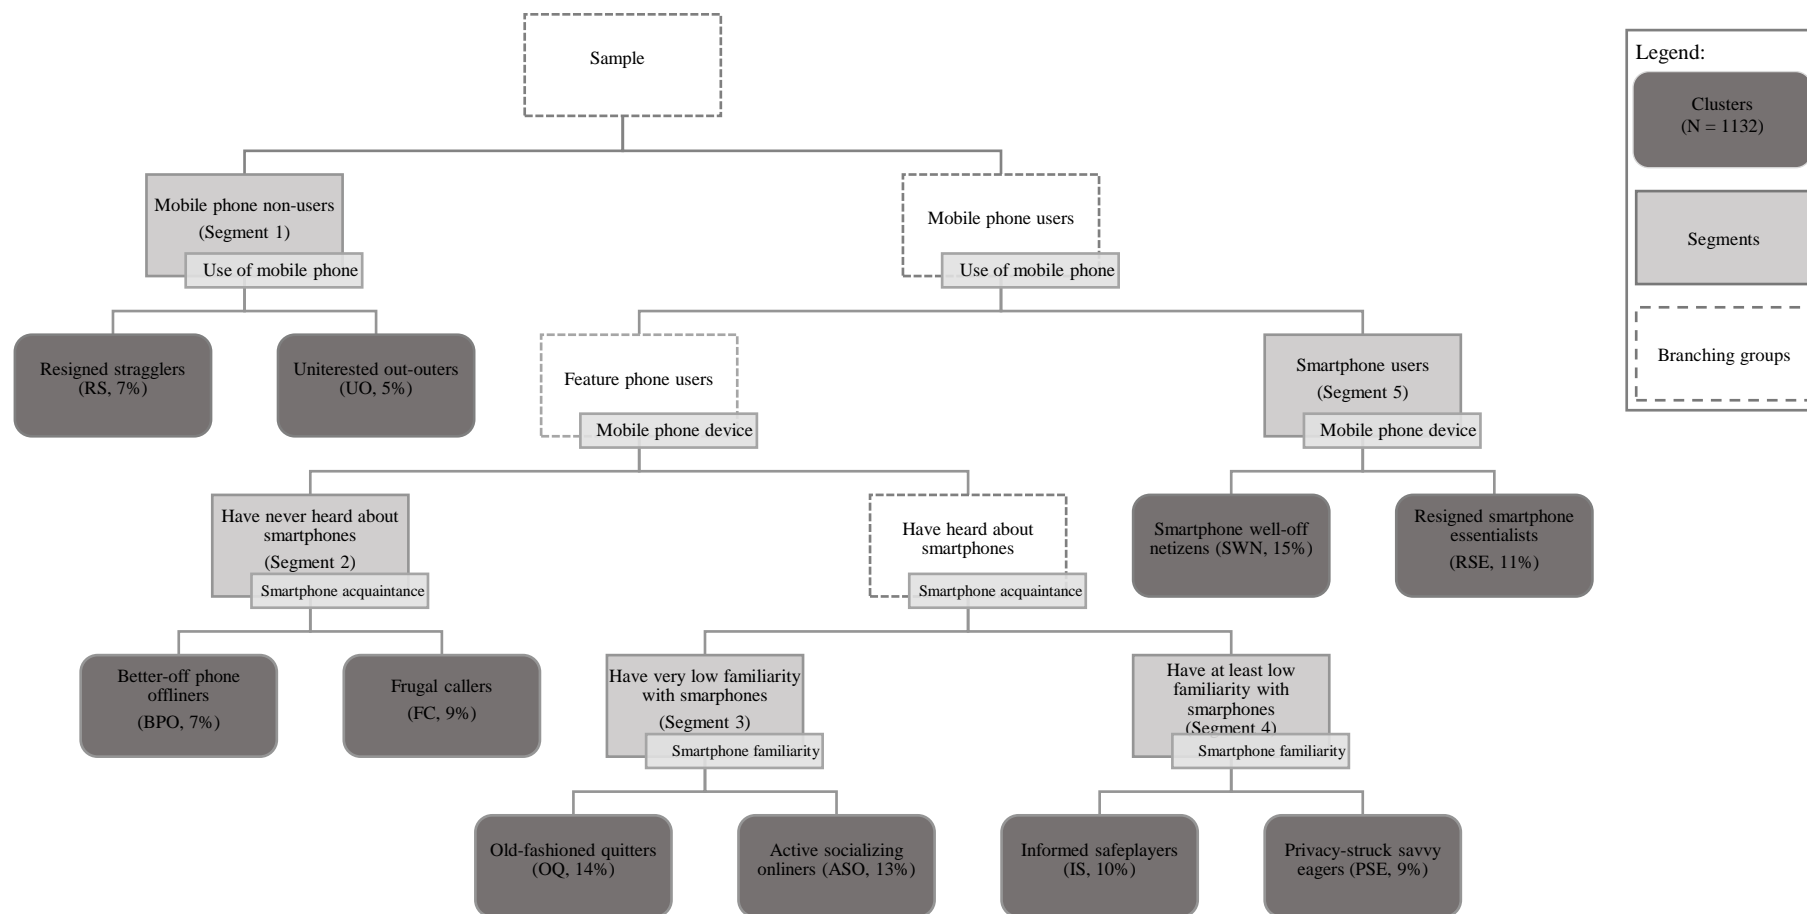 Sample
Legend:
Clusters
(N = 1132)
Segments
Branching groups
Mobile phone non-users
(Segment 1)
Use of mobile phone
Mobile phone users
Use of mobile phone
Resigned stragglers
(RS, 7%)
Uniterested out-outers
(UO, 5%)
Feature phone users
Mobile phone device
Smartphone users
(Segment 5)
Mobile phone device
Have never heard about
smartphones
(Segment 2)
Smartphone acquaintance
Have heard about
smartphones
Smartphone acquaintance
Smartphone well-off
netizens (SWN, 15%)
Resigned smartphone
essentialists
(RSE, 11%)
Better-off phone
offliners
(BPO, 7%)
Frugal callers
(FC, 9%)
Have very low familiarity
with smarphones
(Segment 3)
Smartphone familiarity
Have at least low
familiarity with
smarphones
(Segment 4)
Smartphone familiarity
Old-fashioned quitters
(OQ, 14%)
Active socializing
onliners (ASO, 13%)
Informed safeplayers
(IS, 10%)
Privacy-struck savvy
eagers (PSE, 9%)